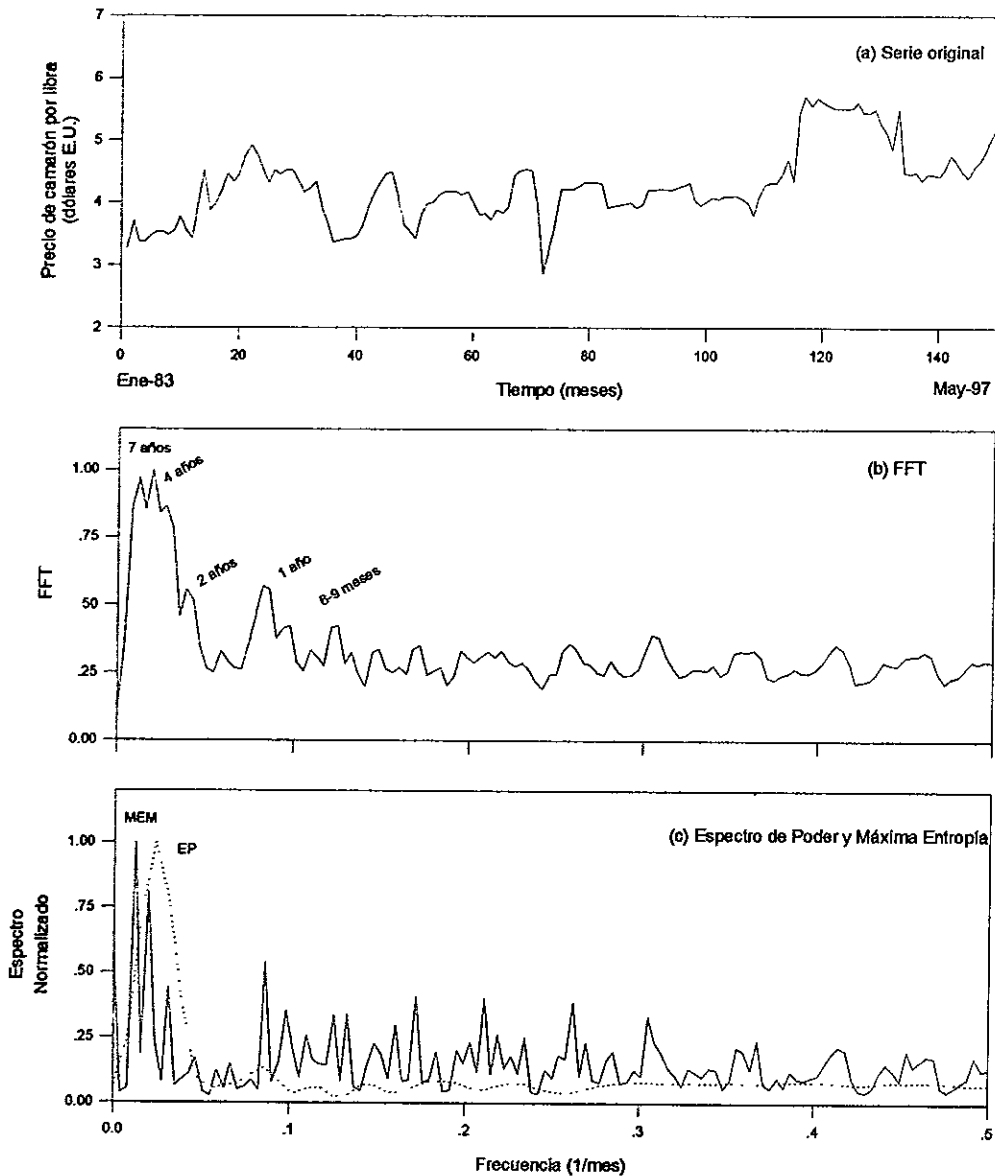 7
(a) Serie original
6
5
4
3
2
Precio de camarón por libra
(dólares E.U.)
0 20 40 60 80 100 120 140
Ene-83 Tiempo (meses) May-97
7 años
1.00
4 años
(b) FFT
.75
2 años
1 año
8-9 meses
FFT
.50
.25
0.00
MEM
1.00
EP
(c) Espectro de Poder y Máxima Entropía
.75
Espectro
Normalizado
.50
.25
0.00
0.0 .1 .2 .3 .4 .5
Frecuencia (1/mes)